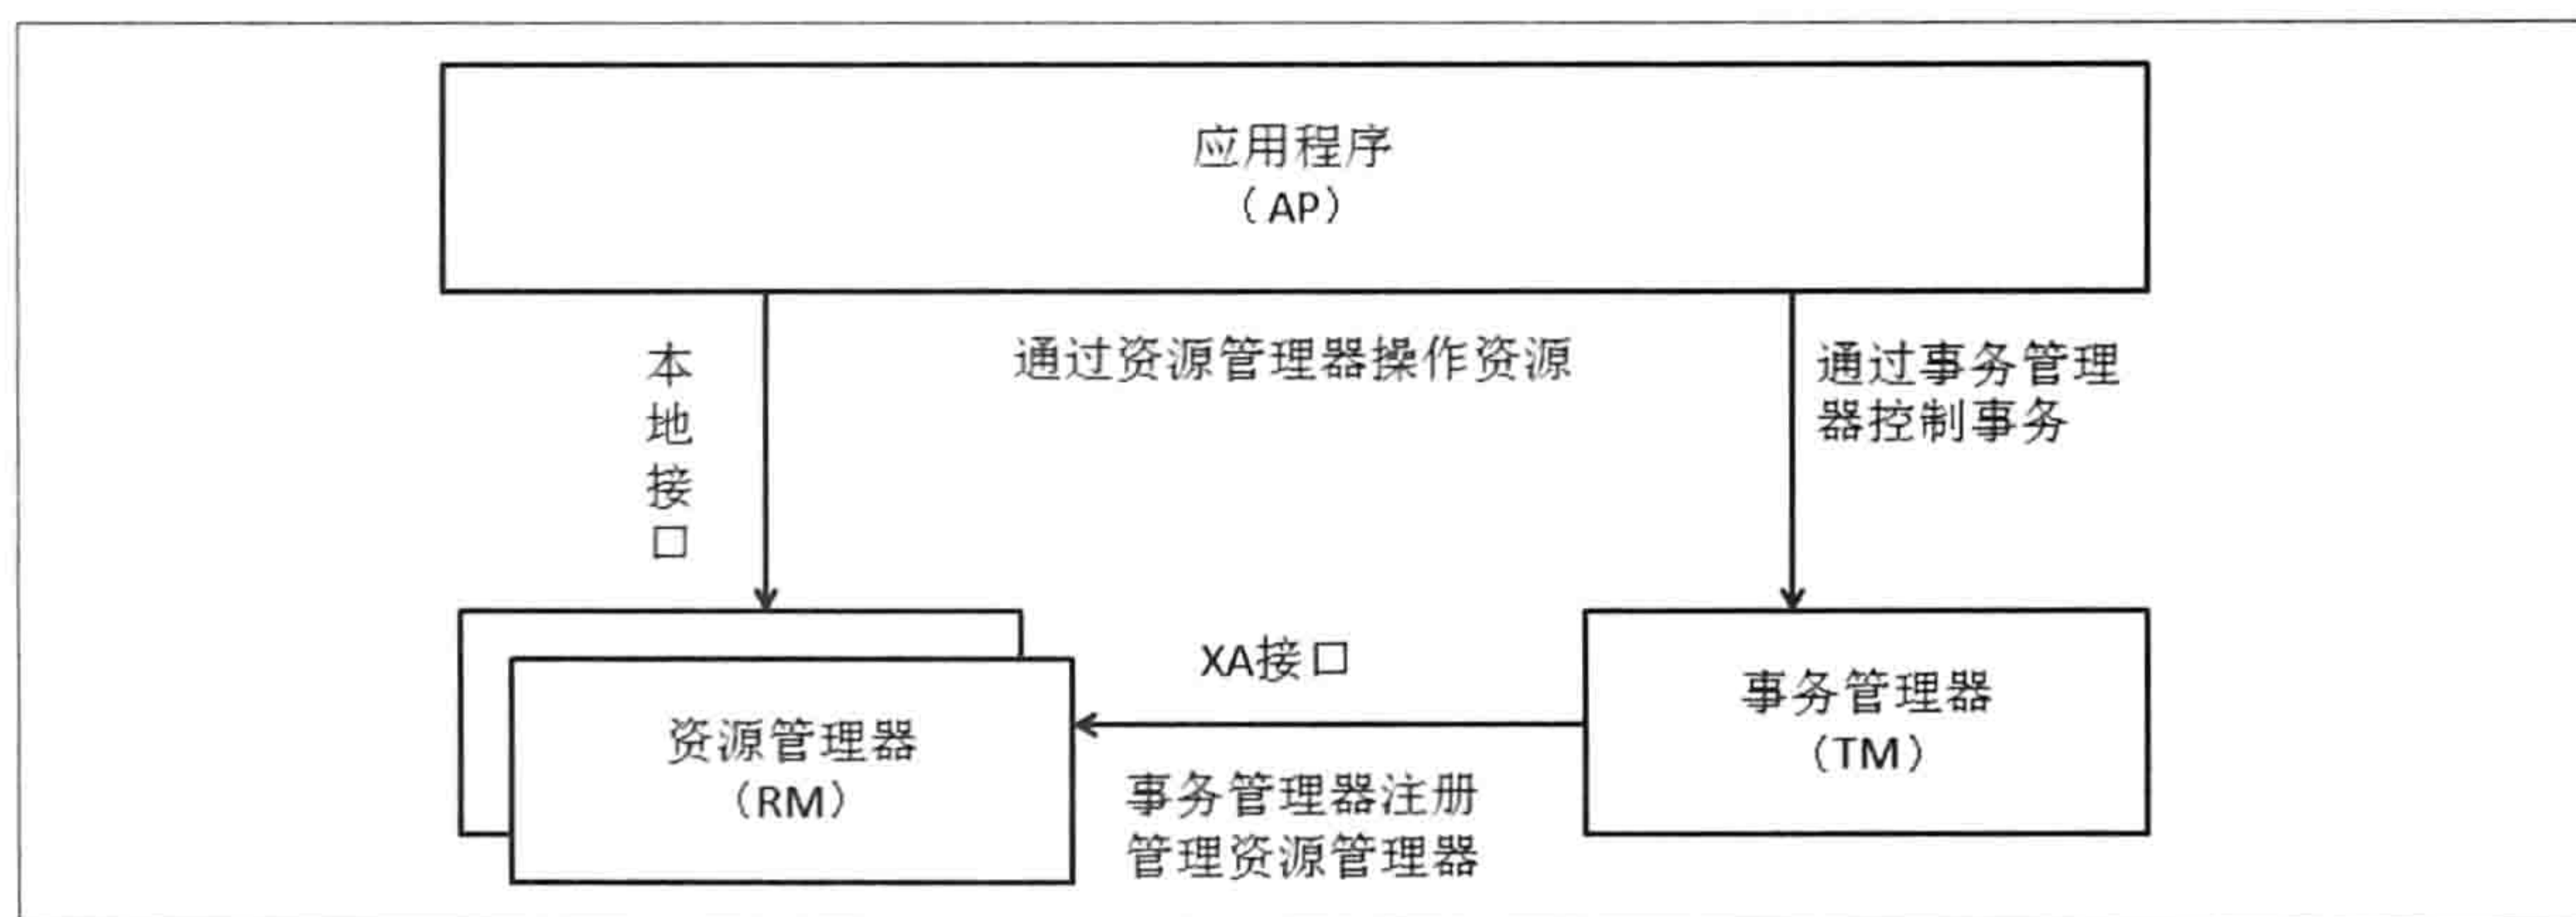 应用程序
（AP）
本地接口
通过资源管理器操作资源
通过事务管理
器控制事务
XA接口
资源管理器
（RM）
事务管理器注册
管理资源管理器
事务管理器
（TM）